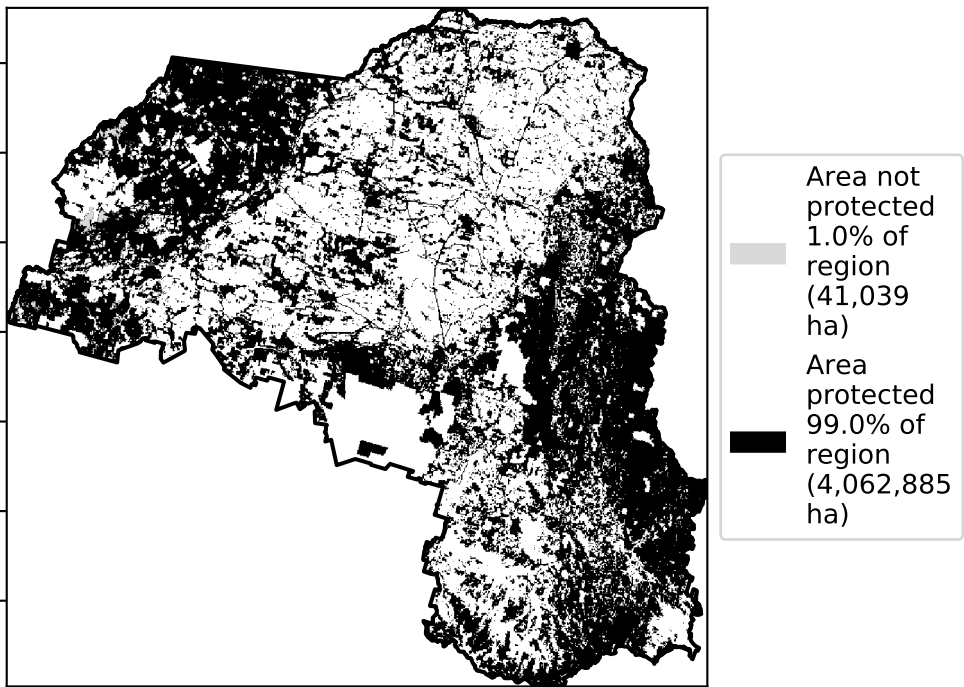 Area not
protected
1.0% of
region
(41,039
ha)
Area
protected
99.0% of
region
(4,062,885
ha)